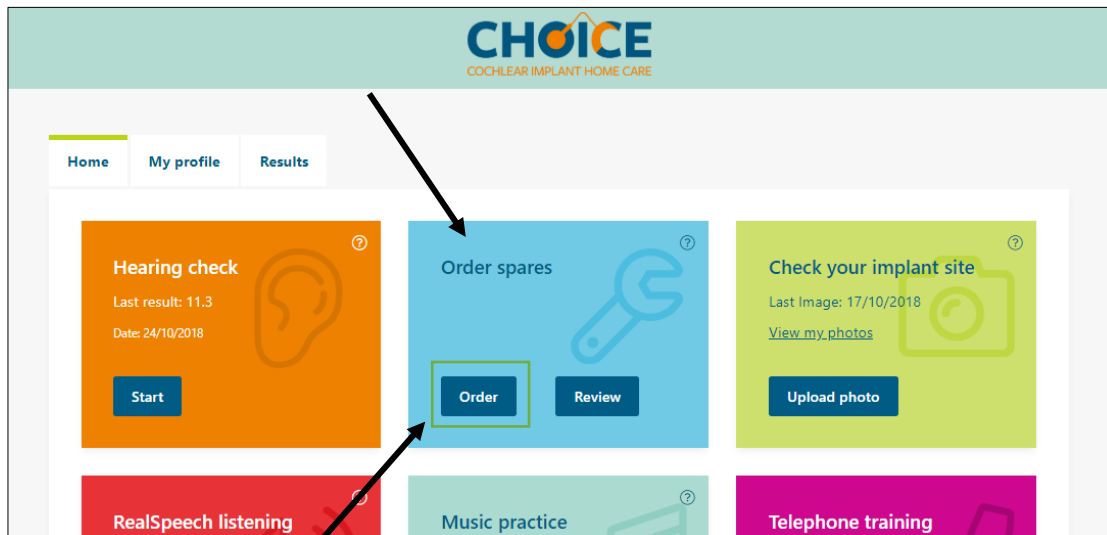 CHOICE
COCHLEAR IMPLANT HOME CARE
Home My profile Results
Hearing check
Last result: 11.3
Date: 24/10/2018
Start
Order spares
Order Review
Check your implant site
Last Image: 17/10/2018
View my photos
Upload photo
RealSpeech listening
Music practice
Telephone training